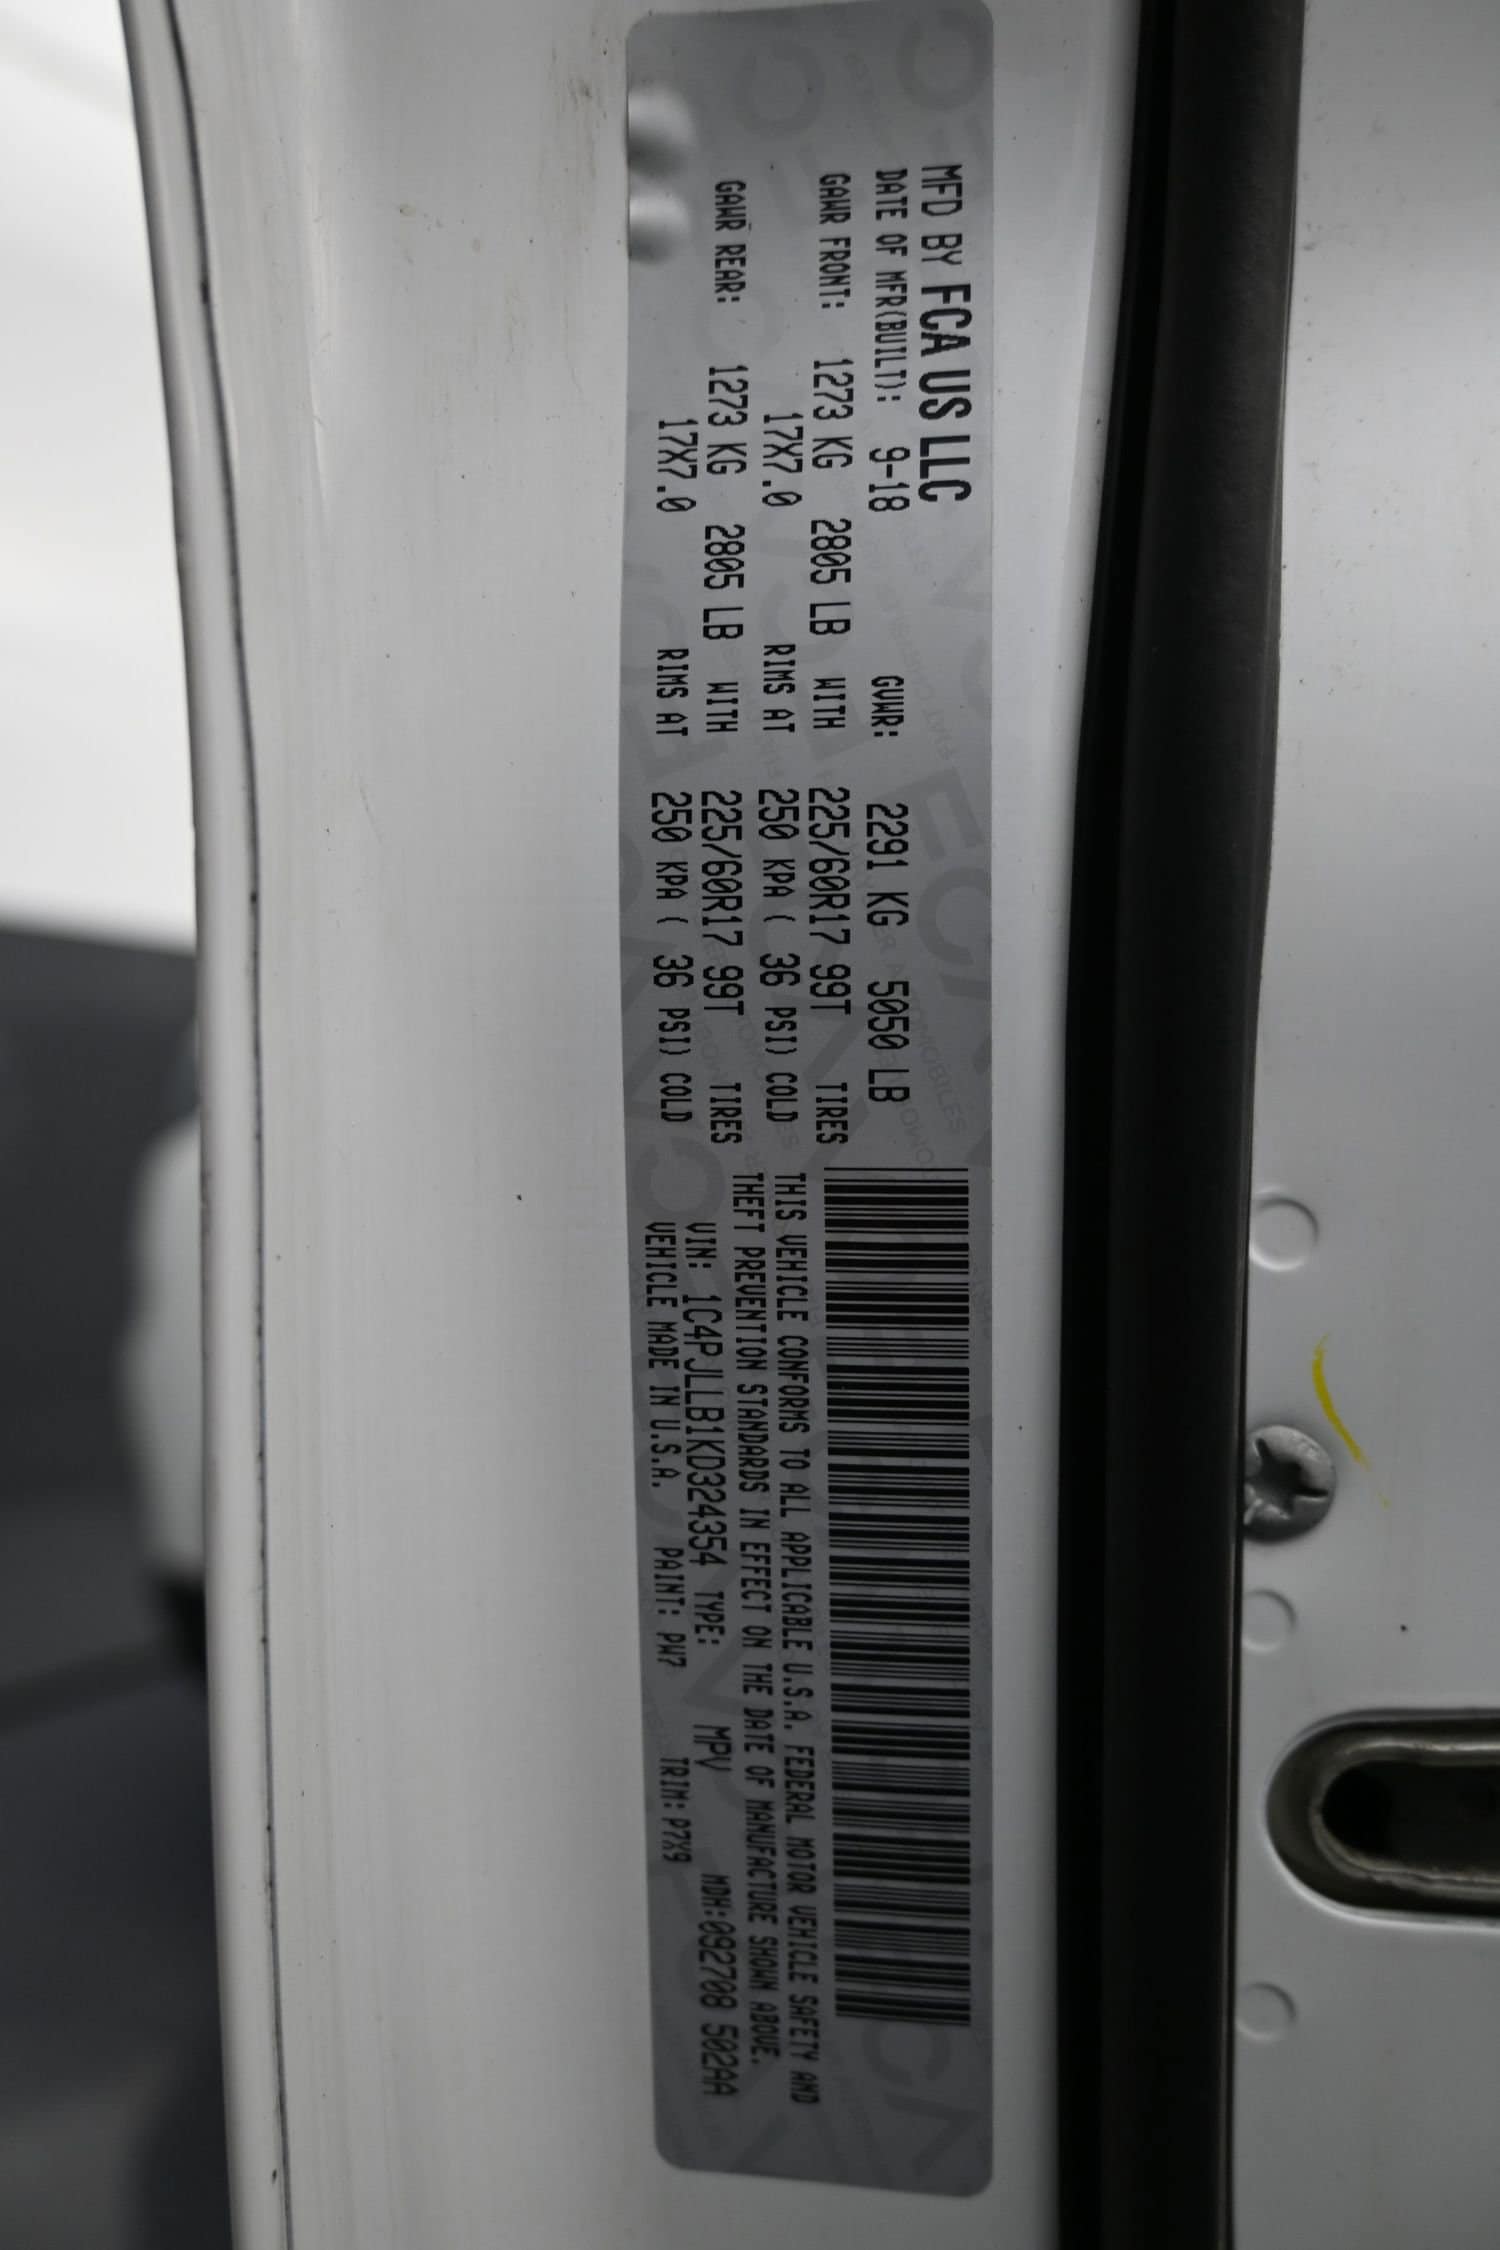 MFD BY FCA US LLC
DATE OF MFR(BUILT): 9-18 GVWR: 2291 KG 5050 LB
GAWR FRONT: 1273 KG 2805 LB WITH 225/60R17 99T TIRES
17X7.0 RIMS AT 250 KPA ( 36 PSI) COLD
GAWR REAR: 1273 KG 2805 LB WITH 225/60R17 99T TIRES
17X7.0 RIMS AT 250 KPA ( 36 PSI) COLD
THIS VEHICLE CONFORMS TO ALL APPLICABLE U.S.A. FEDERAL MOTOR VEHICLE SAFETY AND
THEFT PREVENTION STANDARDS IN EFFECT ON THE DATE OF MANUFACTURE SHOWN ABOVE.
VIN: 1C4PJLLB1KD324354 TYPE: MPV MDH:092708 502AA
VEHICLE MADE IN U.S.A. PAINT: PW7 TRIM: P7X9